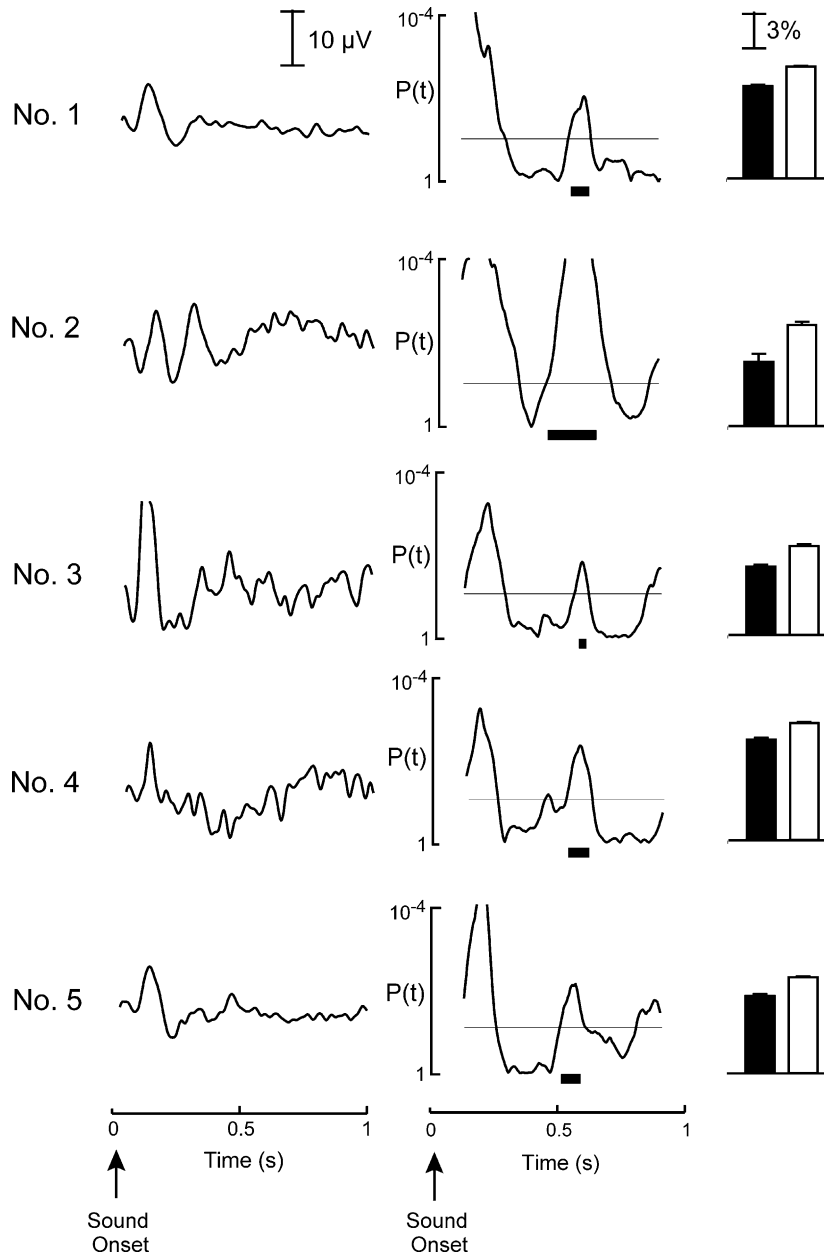 10 µV
10-4
3%
No. 1
P(t)
1
10-4
No. 2
P(t)
1
10-4
No. 3
P(t)
1
10-4
No. 4
P(t)
1
10-4
No. 5
P(t)
1
0 0.5 1
0 0.5 1
Time (s)
Time (s)
Sound
Onset
Sound
Onset